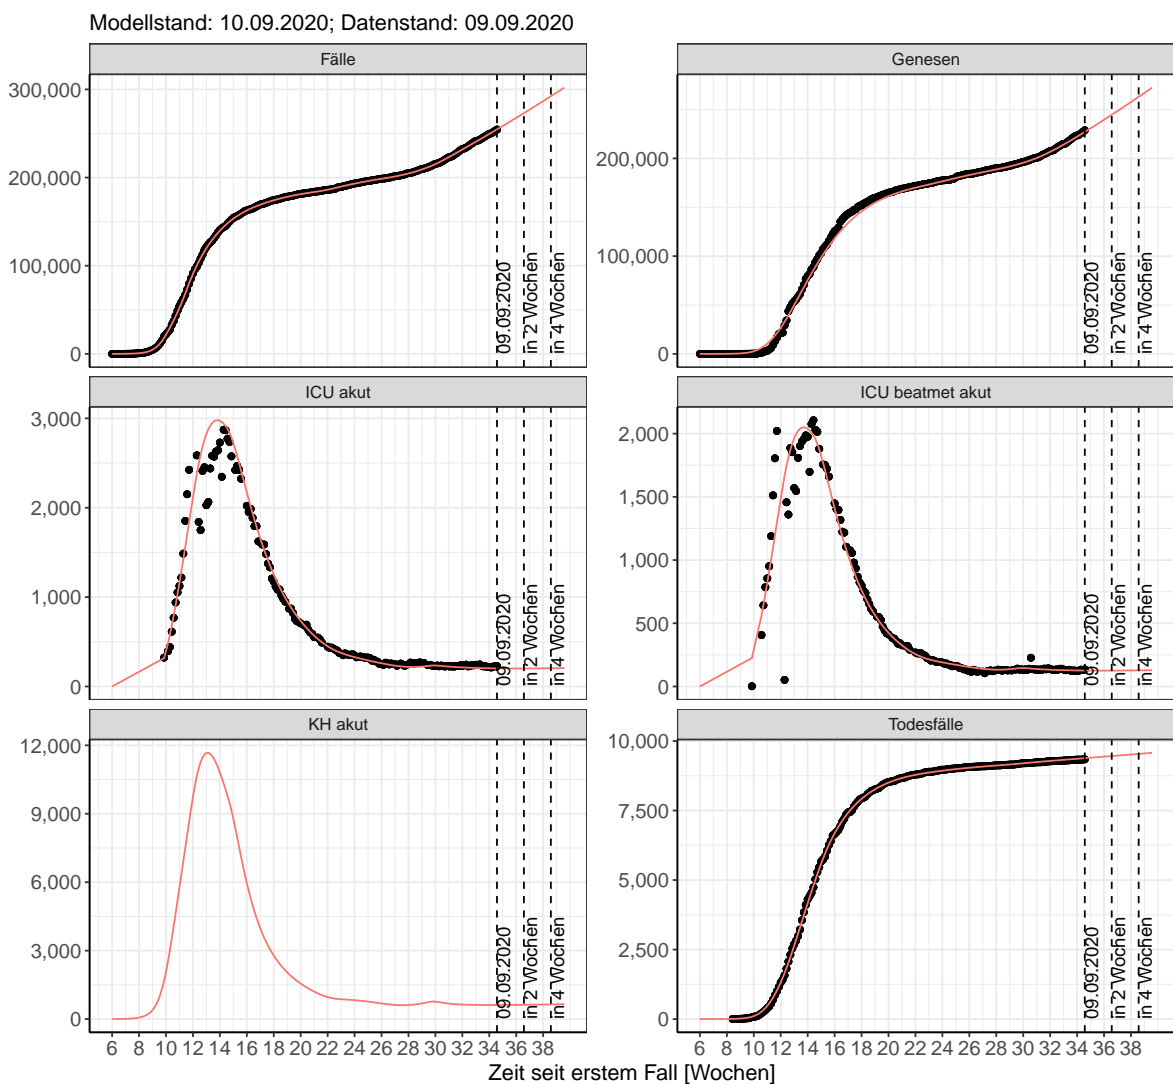 Modellstand: 10.09.2020; Datenstand: 09.09.2020
Fälle
Genesen
300,000
200,000
100,000
0
09.09.2020
in 2 Wochen
in 4 Wochen
200,000
100,000
0
09.09.2020
in 2 Wochen
in 4 Wochen
ICU akut
ICU beatmet akut
3,000
2,000
1,000
0
09.09.2020
in 2 Wochen
in 4 Wochen
2,000
1,500
1,000
500
0
09.09.2020
in 2 Wochen
in 4 Wochen
KH akut
Todesfälle
12,000
9,000
6,000
3,000
0
09.09.2020
in 2 Wochen
in 4 Wochen
10,000
7,500
5,000
2,500
0
09.09.2020
in 2 Wochen
in 4 Wochen
6 8 10 12 14 16 18 20 22 24 26 28 30 32 34 36 38
6 8 10 12 14 16 18 20 22 24 26 28 30 32 34 36 38
Zeit seit erstem Fall [Wochen]